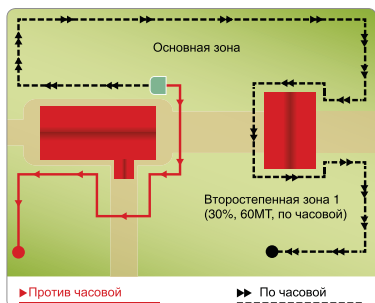 Основная зона
Второстепенная зона 1
(30%, 60МТ, по часовой)
Против часовой
По часовой